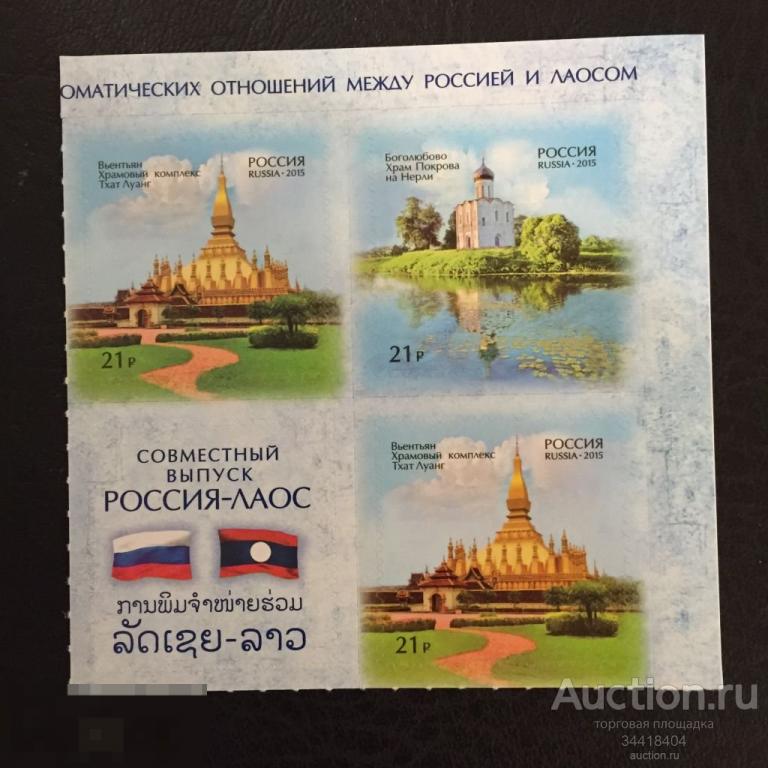 ОМАТИЧЕСКИХ ОТНОШЕНИЙ МЕЖДУ РОССИЕЙ И ЛАОСОМ
Вьентьян
Храмовый комплекс
Тхат Луанг
РОССИЯ
RUSSIA • 2015
21 р
Боголюбово
Храм Покрова
на Нерли
РОССИЯ
RUSSIA • 2015
21 р
СОВМЕСТНЫЙ
ВЫПУСК
РОССИЯ-ЛАОС
ການພິມຈຳໜ່າຍຮ່ວມ
ລັດເຊຍ-ລາວ
Вьентьян
Храмовый комплекс
Тхат Луанг
РОССИЯ
RUSSIA • 2015
21 р
Auction.ru
торговая площадка
34418404
auction.ru